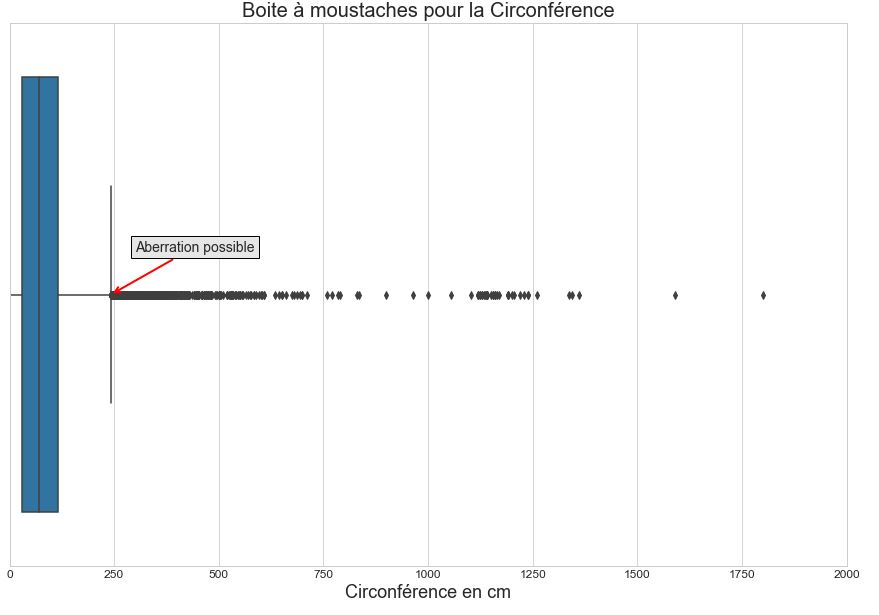 Boite à moustaches pour la Circonférence
Aberration possible
0 250 500 750 1000 1250 1500 1750 2000
Circonférence en cm